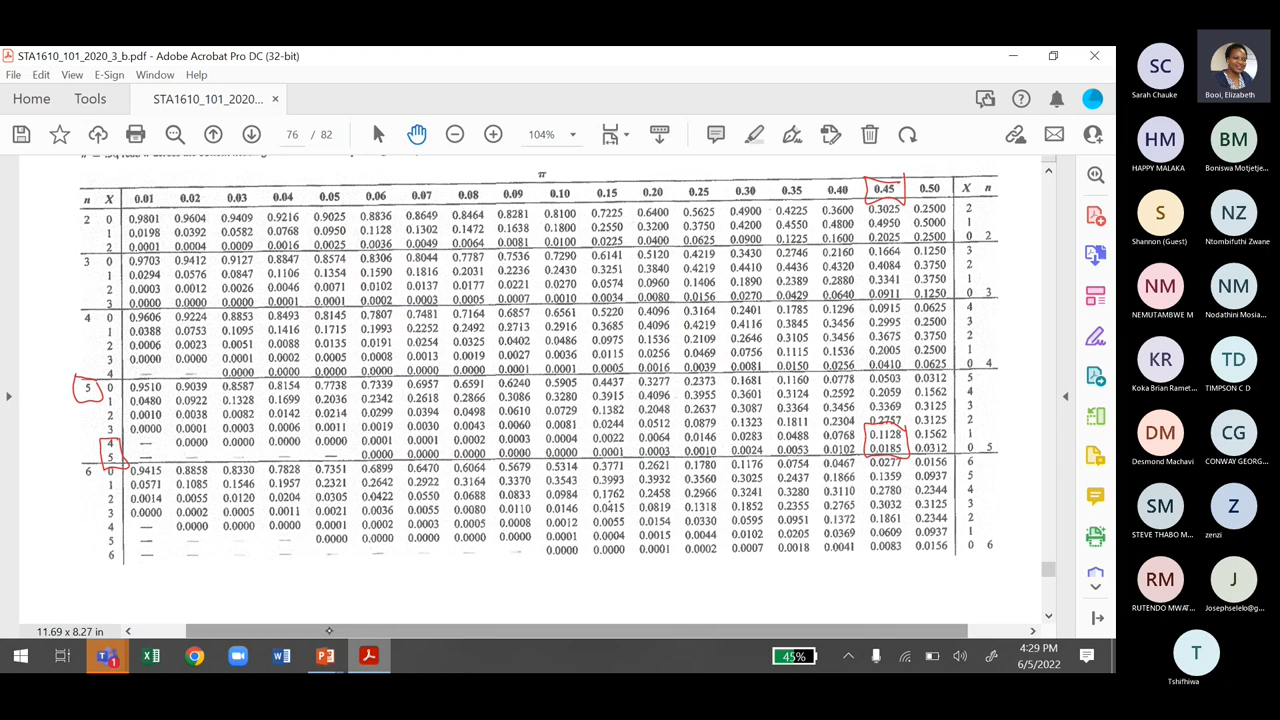 STA1610_101_2020_3_b.pdf - Adobe Acrobat Pro DC (32-bit)
File Edit View E-Sign Window Help
Home Tools STA1610_101_2020... ×
76 / 82 104%
π
n X 0.01 0.02 0.03 0.04 0.05 0.06 0.07 0.08 0.09 0.10 0.15 0.20 0.25 0.30 0.35 0.40 0.45 0.50 X n
2 0 0.9801 0.9604 0.9409 0.9216 0.9025 0.8836 0.8649 0.8464 0.8281 0.8100 0.7225 0.6400 0.5625 0.4900 0.4225 0.3600 0.3025 0.2500 2
1 0.0198 0.0392 0.0582 0.0768 0.0950 0.1128 0.1302 0.1472 0.1638 0.1800 0.2550 0.3200 0.3750 0.4200 0.4550 0.4800 0.4950 0.5000 1
2 0.0001 0.0004 0.0009 0.0016 0.0025 0.0036 0.0049 0.0064 0.0081 0.0100 0.0225 0.0400 0.0625 0.0900 0.1225 0.1600 0.2025 0.2500 0 2
3 0 0.9703 0.9412 0.9127 0.8847 0.8574 0.8306 0.8044 0.7787 0.7536 0.7290 0.6141 0.5120 0.4219 0.3430 0.2746 0.2160 0.1664 0.1250 3
1 0.0294 0.0576 0.0847 0.1106 0.1354 0.1590 0.1816 0.2031 0.2236 0.2430 0.3251 0.3840 0.4219 0.4410 0.4436 0.4320 0.4084 0.3750 2
2 0.0003 0.0012 0.0026 0.0046 0.0071 0.0102 0.0137 0.0177 0.0221 0.0270 0.0574 0.0960 0.1406 0.1890 0.2389 0.2880 0.3341 0.3750 1
3 0.0000 0.0000 0.0000 0.0001 0.0001 0.0002 0.0003 0.0005 0.0007 0.0010 0.0034 0.0080 0.0156 0.0270 0.0429 0.0640 0.0911 0.1250 0 3
4 0 0.9606 0.9224 0.8853 0.8493 0.8145 0.7807 0.7481 0.7164 0.6857 0.6561 0.5220 0.4096 0.3164 0.2401 0.1785 0.1296 0.0915 0.0625 4
1 0.0388 0.0753 0.1095 0.1416 0.1715 0.1993 0.2252 0.2492 0.2713 0.2916 0.3685 0.4096 0.4219 0.4116 0.3845 0.3456 0.2995 0.2500 3
2 0.0006 0.0023 0.0051 0.0088 0.0135 0.0191 0.0254 0.0325 0.0402 0.0486 0.0975 0.1536 0.2109 0.2646 0.3105 0.3456 0.3675 0.3750 2
3 0.0000 0.0000 0.0001 0.0002 0.0005 0.0008 0.0013 0.0019 0.0027 0.0036 0.0115 0.0256 0.0469 0.0756 0.1115 0.1536 0.2005 0.2500 1
4 — — — 0.0000 0.0000 0.0000 0.0000 0.0000 0.0001 0.0001 0.0005 0.0016 0.0039 0.0081 0.0150 0.0256 0.0410 0.0625 0 4
5 0 0.9510 0.9039 0.8587 0.8154 0.7738 0.7339 0.6957 0.6591 0.6240 0.5905 0.4437 0.3277 0.2373 0.1681 0.1160 0.0778 0.0503 0.0312 5
1 0.0480 0.0922 0.1328 0.1699 0.2036 0.2342 0.2618 0.2866 0.3086 0.3280 0.3915 0.4096 0.3955 0.3601 0.3124 0.2592 0.2059 0.1562 4
2 0.0010 0.0038 0.0082 0.0142 0.0214 0.0299 0.0394 0.0498 0.0610 0.0729 0.1382 0.2048 0.2637 0.3087 0.3364 0.3456 0.3369 0.3125 3
3 0.0000 0.0001 0.0003 0.0006 0.0011 0.0019 0.0030 0.0043 0.0060 0.0081 0.0244 0.0512 0.0879 0.1323 0.1811 0.2304 0.2757 0.3125 2
4 — 0.0000 0.0000 0.0000 0.0000 0.0001 0.0001 0.0002 0.0003 0.0004 0.0022 0.0064 0.0146 0.0283 0.0488 0.0768 0.1128 0.1562 1
5 — — — — — 0.0000 0.0000 0.0000 0.0000 0.0000 0.0001 0.0003 0.0010 0.0024 0.0053 0.0102 0.0185 0.0312 0 5
6 0 0.9415 0.8858 0.8330 0.7828 0.7351 0.6899 0.6470 0.6064 0.5679 0.5314 0.3771 0.2621 0.1780 0.1176 0.0754 0.0467 0.0277 0.0156 6
1 0.0571 0.1085 0.1546 0.1957 0.2321 0.2642 0.2922 0.3164 0.3370 0.3543 0.3993 0.3932 0.3560 0.3025 0.2437 0.1866 0.1359 0.0937 5
2 0.0014 0.0055 0.0120 0.0204 0.0305 0.0422 0.0550 0.0688 0.0833 0.0984 0.1762 0.2458 0.2966 0.3241 0.3280 0.3110 0.2780 0.2344 4
3 0.0000 0.0002 0.0005 0.0011 0.0021 0.0036 0.0055 0.0080 0.0110 0.0146 0.0415 0.0819 0.1318 0.1852 0.2355 0.2765 0.3032 0.3125 3
4 — 0.0000 0.0000 0.0000 0.0001 0.0002 0.0003 0.0005 0.0008 0.0012 0.0055 0.0154 0.0330 0.0595 0.0951 0.1372 0.1861 0.2344 2
5 — — — — 0.0000 0.0000 0.0000 0.0000 0.0000 0.0001 0.0004 0.0015 0.0044 0.0102 0.0205 0.0369 0.0609 0.0937 1
6 — — — — — — — — — 0.0000 0.0000 0.0001 0.0002 0.0007 0.0018 0.0041 0.0083 0.0156 0 6
11.69 x 8.27 in
45%
4:29 PM
6/5/2022
SC
Sarah Chauke
Booi, Elizabeth
HM
HAPPY MALAKA
BM
Boniswa Motjetje...
S
Shannon (Guest)
NZ
Ntombifuthi Zwane
NM
NEMUTAMBWE M
NM
Nodathini Mosia...
KR
Koka Brian Ramet...
TD
TIMPSON C D
DM
Desmond Machavi
CG
CONWAY GEORG...
SM
STEVE THABO M...
Z
zenzi
RM
RUTENDO MWAT...
J
Josephselelo@g...
T
Tshifhiwa